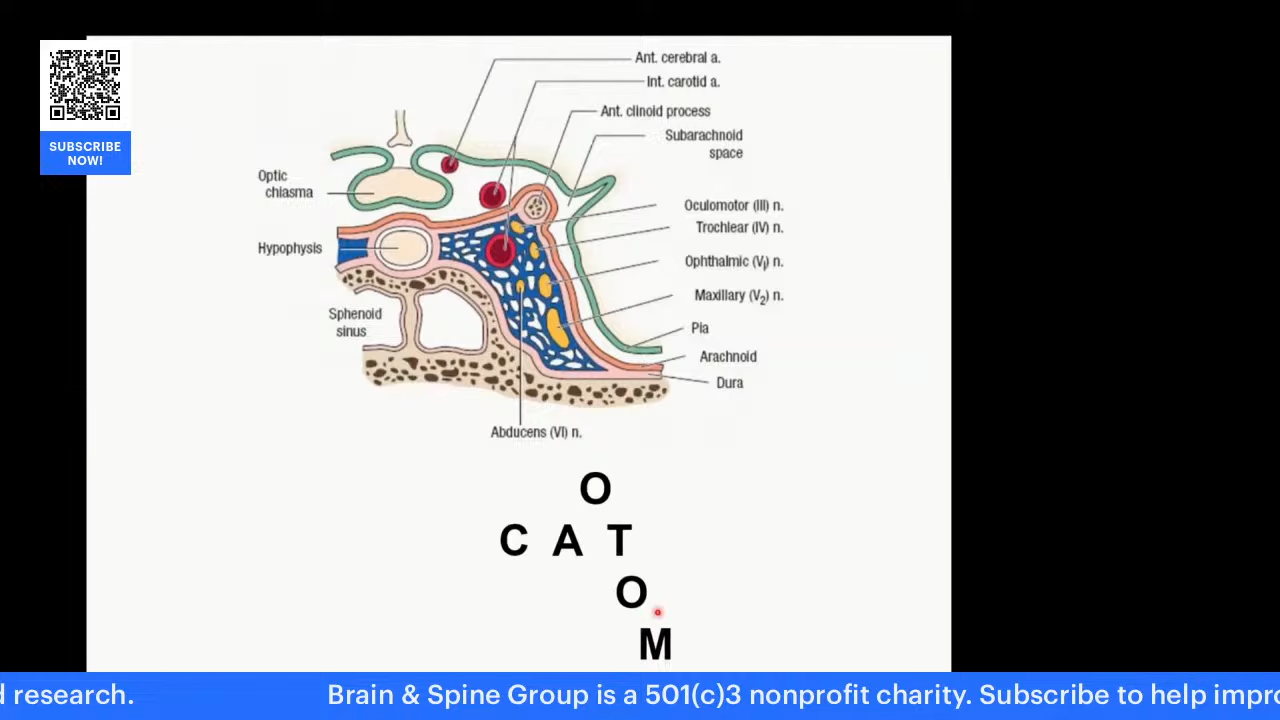 SUBSCRIBE
NOW!
Ant. cerebral a.
Int. carotid a.
Ant. clinoid process
Subarachnoid
space
Optic
chiasma
Oculomotor (III) n.
Trochlear (IV) n.
Hypophysis
Ophthalmic (V₁) n.
Maxillary (V₂) n.
Sphenoid
sinus
Pia
Arachnoid
Dura
Abducens (VI) n.
O
C A T
O
M
d research. Brain & Spine Group is a 501(c)3 nonprofit charity. Subscribe to help impro